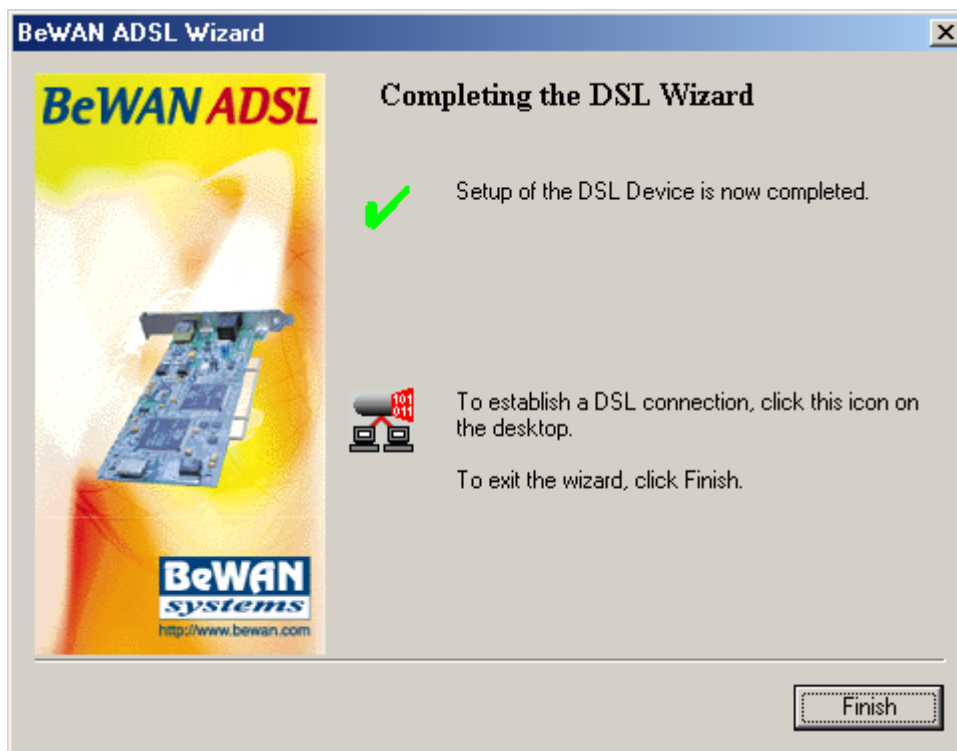 BeWAN ADSL Wizard
BeWAN ADSL
Completing the DSL Wizard
Setup of the DSL Device is now completed.
101
011
To establish a DSL connection, click this icon on
the desktop.
To exit the wizard, click Finish.
BeWAN
systems
http://www.bewan.com
Finish